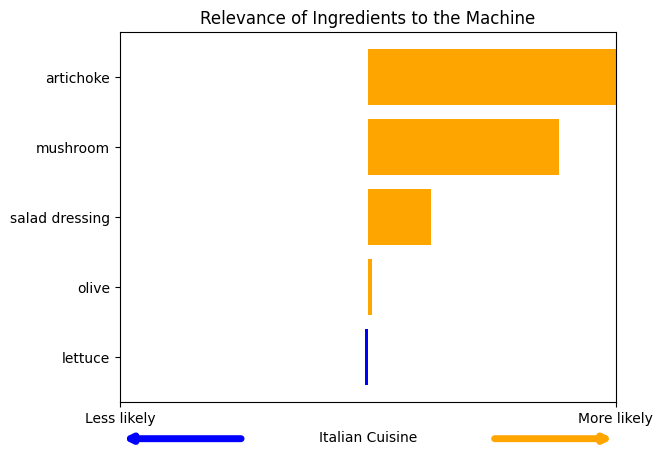 Relevance of Ingredients to the Machine
artichoke
mushroom
salad dressing
olive
lettuce
Less likely
More likely
Italian Cuisine